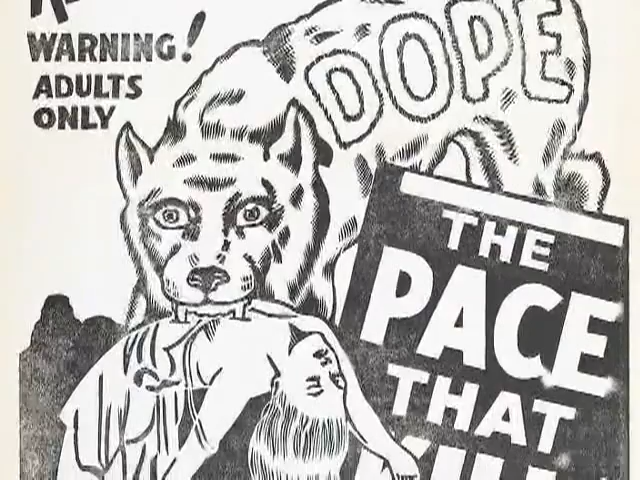 WARNING!
ADULTS
ONLY
DOPE
THE
PACE
THAT